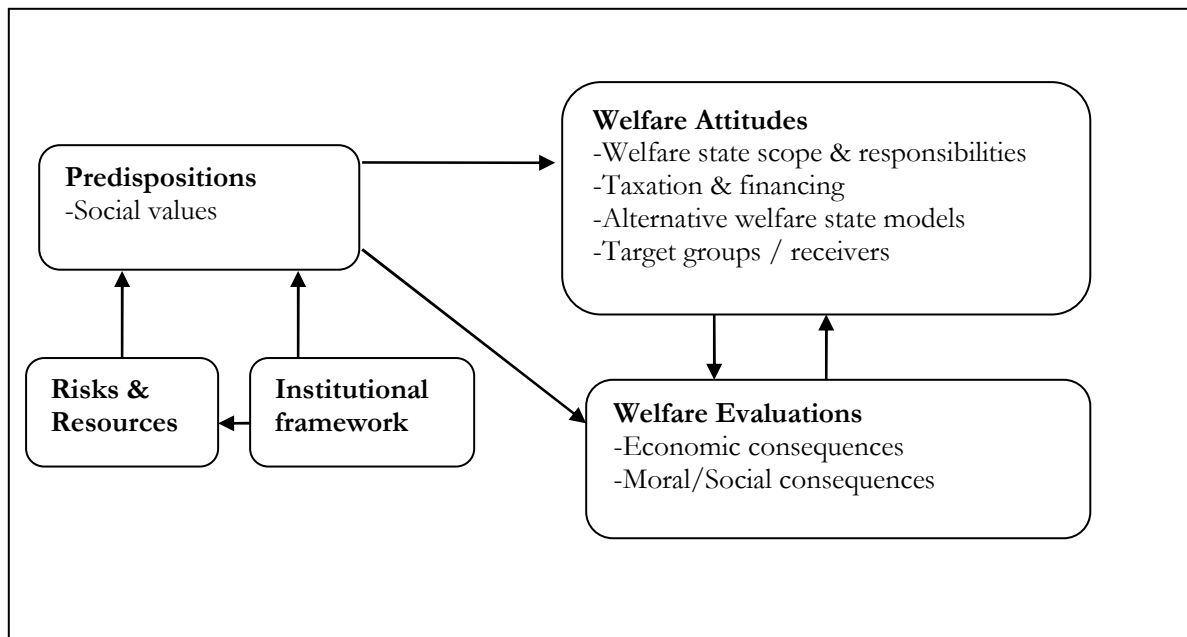 Welfare Attitudes
-Welfare state scope & responsibilities
-Taxation & financing
-Alternative welfare state models
-Target groups / receivers
Predispositions
-Social values
Risks &
Resources
Institutional
framework
Welfare Evaluations
-Economic consequences
-Moral/Social consequences